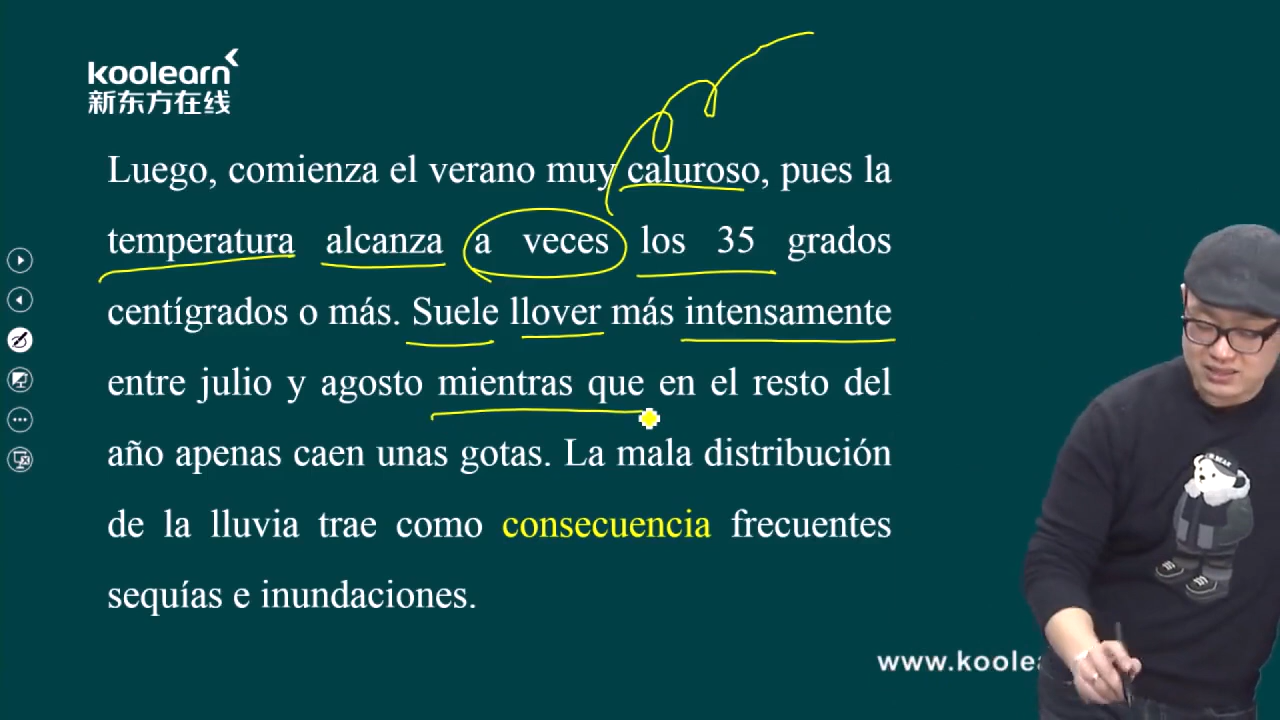 koolearn
新东方在线
Luego, comienza el verano muy caluroso, pues la
temperatura alcanza a veces los 35 grados
centígrados o más. Suele llover más intensamente
entre julio y agosto mientras que en el resto del
año apenas caen unas gotas. La mala distribución
de la lluvia trae como consecuencia frecuentes
sequías e inundaciones.